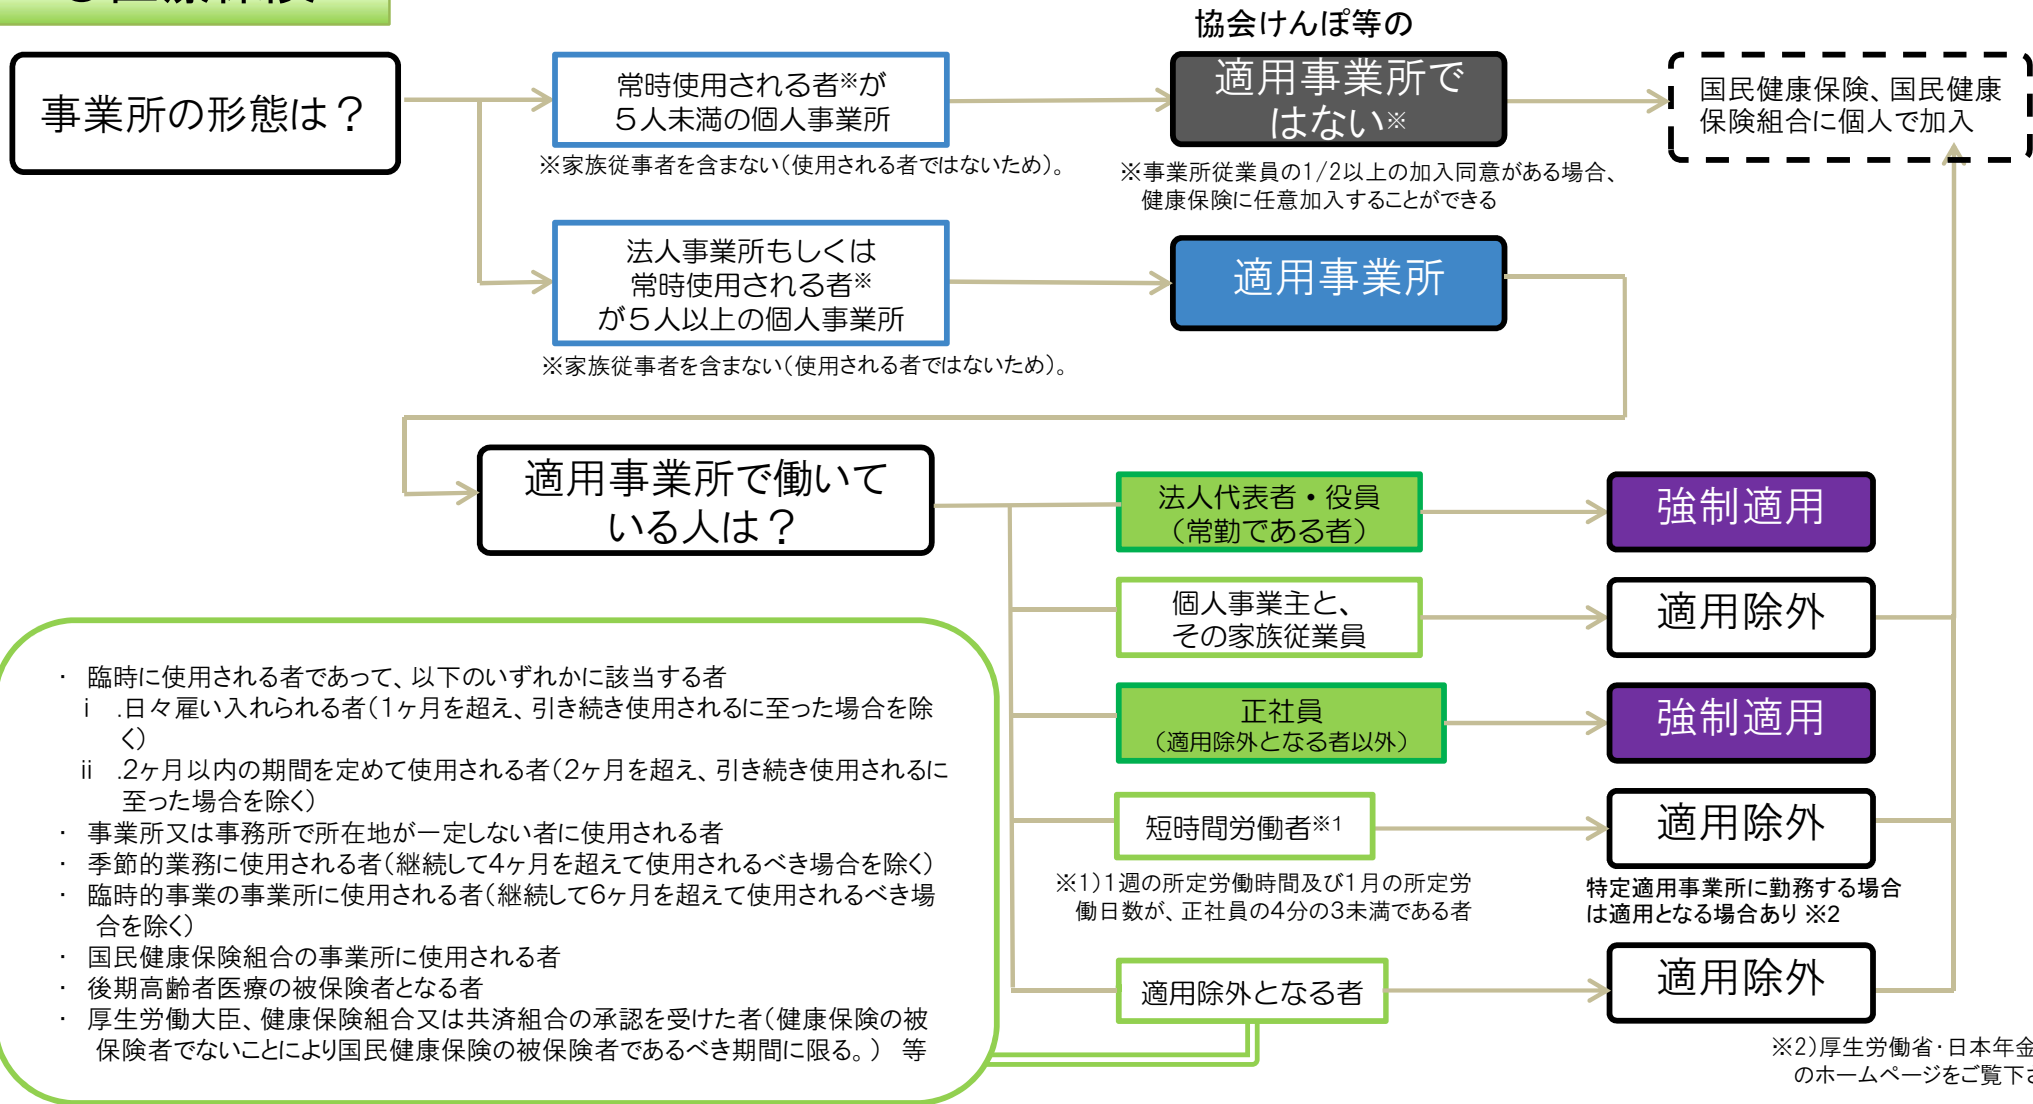 協会けんぽ等の
事業所の形態は？
常時使用される者※が
５人未満の個人事業所
※家族従事者を含まない（使用される者ではないため）。
適用事業所で
はない※
※事業所従業員の1/2以上の加入同意がある場合、
健康保険に任意加入することができる
国民健康保険、国民健康
保険組合に個人で加入
法人事業所もしくは
常時使用される者※
が５人以上の個人事業所
※家族従事者を含まない（使用される者ではないため）。
適用事業所
適用事業所で働いて
いる人は？
法人代表者・役員
（常勤である者）
強制適用
個人事業主と、
その家族従業員
適用除外
正社員
（適用除外となる者以外）
強制適用
短時間労働者※1
適用除外
※1）1週の所定労働時間及び1月の所定労
働日数が、正社員の4分の3未満である者
特定適用事業所に勤務する場合
は適用となる場合あり ※2
適用除外となる者
適用除外
※2）厚生労働省・日本年金
のホームページをご覧下
・ 臨時に使用される者であって、以下のいずれかに該当する者
ⅰ .日々雇い入れられる者（1ヶ月を超え、引き続き使用されるに至った場合を除
く）
ⅱ .2ヶ月以内の期間を定めて使用される者（2ヶ月を超え、引き続き使用されるに
至った場合を除く）
・ 事業所又は事務所で所在地が一定しない者に使用される者
・ 季節的業務に使用される者（継続して4ヶ月を超えて使用されるべき場合を除く）
・ 臨時的事業の事業所に使用される者（継続して6ヶ月を超えて使用されるべき場
合を除く）
・ 国民健康保険組合の事業所に使用される者
・ 後期高齢者医療の被保険者となる者
・ 厚生労働大臣、健康保険組合又は共済組合の承認を受けた者（健康保険の被
保険者でないことにより国民健康保険の被保険者であるべき期間に限る。） 等